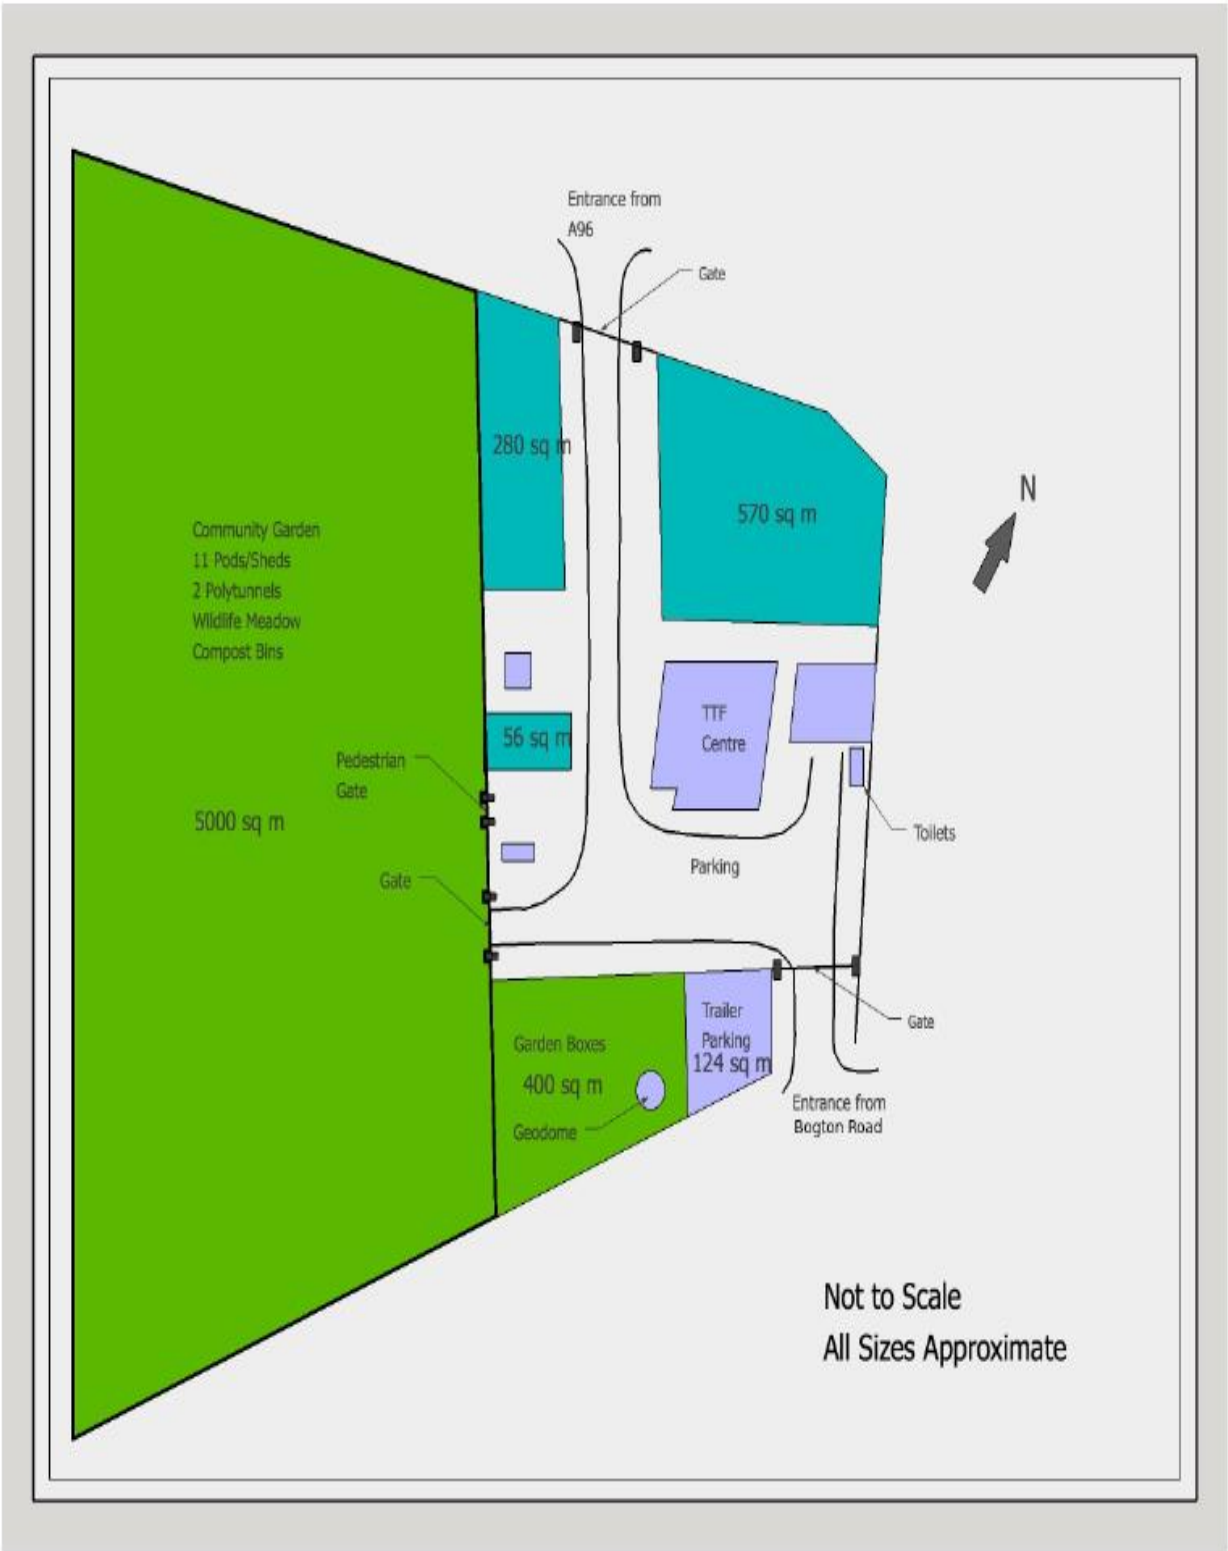 Entrance from
A96
Gate
280 sq m
570 sq m
N
Community Garden
11 Pods/Sheds
2 Polytunnels
Wildlife Meadow
Compost Bins
TTF
Centre
56 sq m
Pedestrian
Gate
5000 sq m
Toilets
Parking
Gate
Trailer
Parking
124 sq m
Gate
Garden Boxes
400 sq m
Geodome
Entrance from
Bogton Road
Not to Scale
All Sizes Approximate